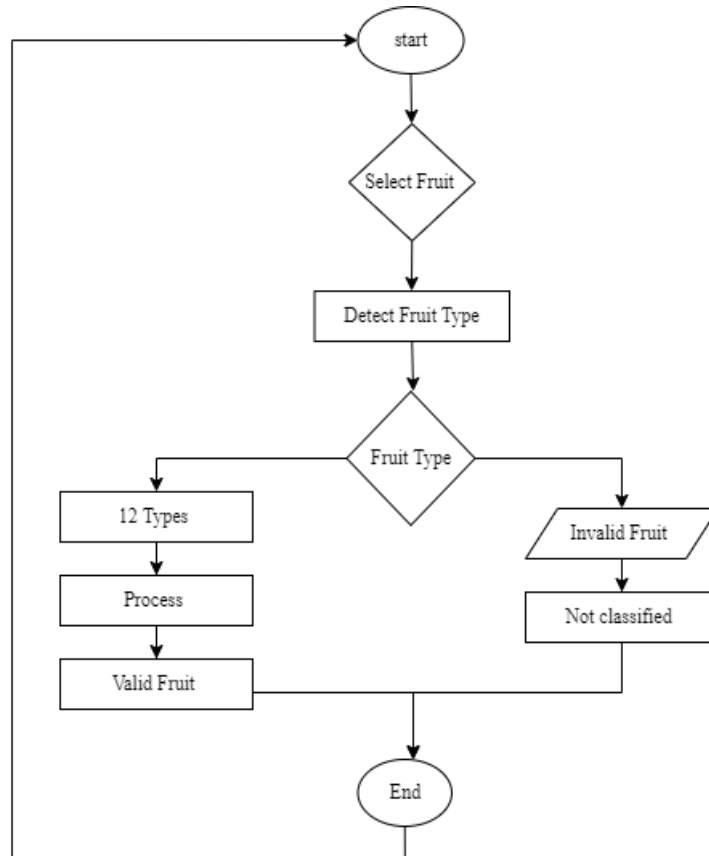 start
Select Fruit
Detect Fruit Type
Fruit Type
12 Types
Process
Valid Fruit
Invalid Fruit
Not classified
End